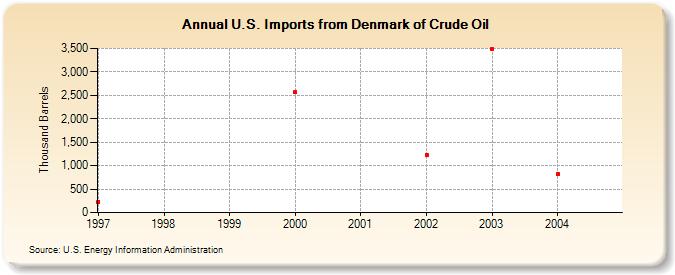 Annual U.S. Imports from Denmark of Crude Oil
Thousand Barrels
3,500
3,000
2,500
2,000
1,500
1,000
500
0
1997 1998 1999 2000 2001 2002 2003 2004
Source: U.S. Energy Information Administration